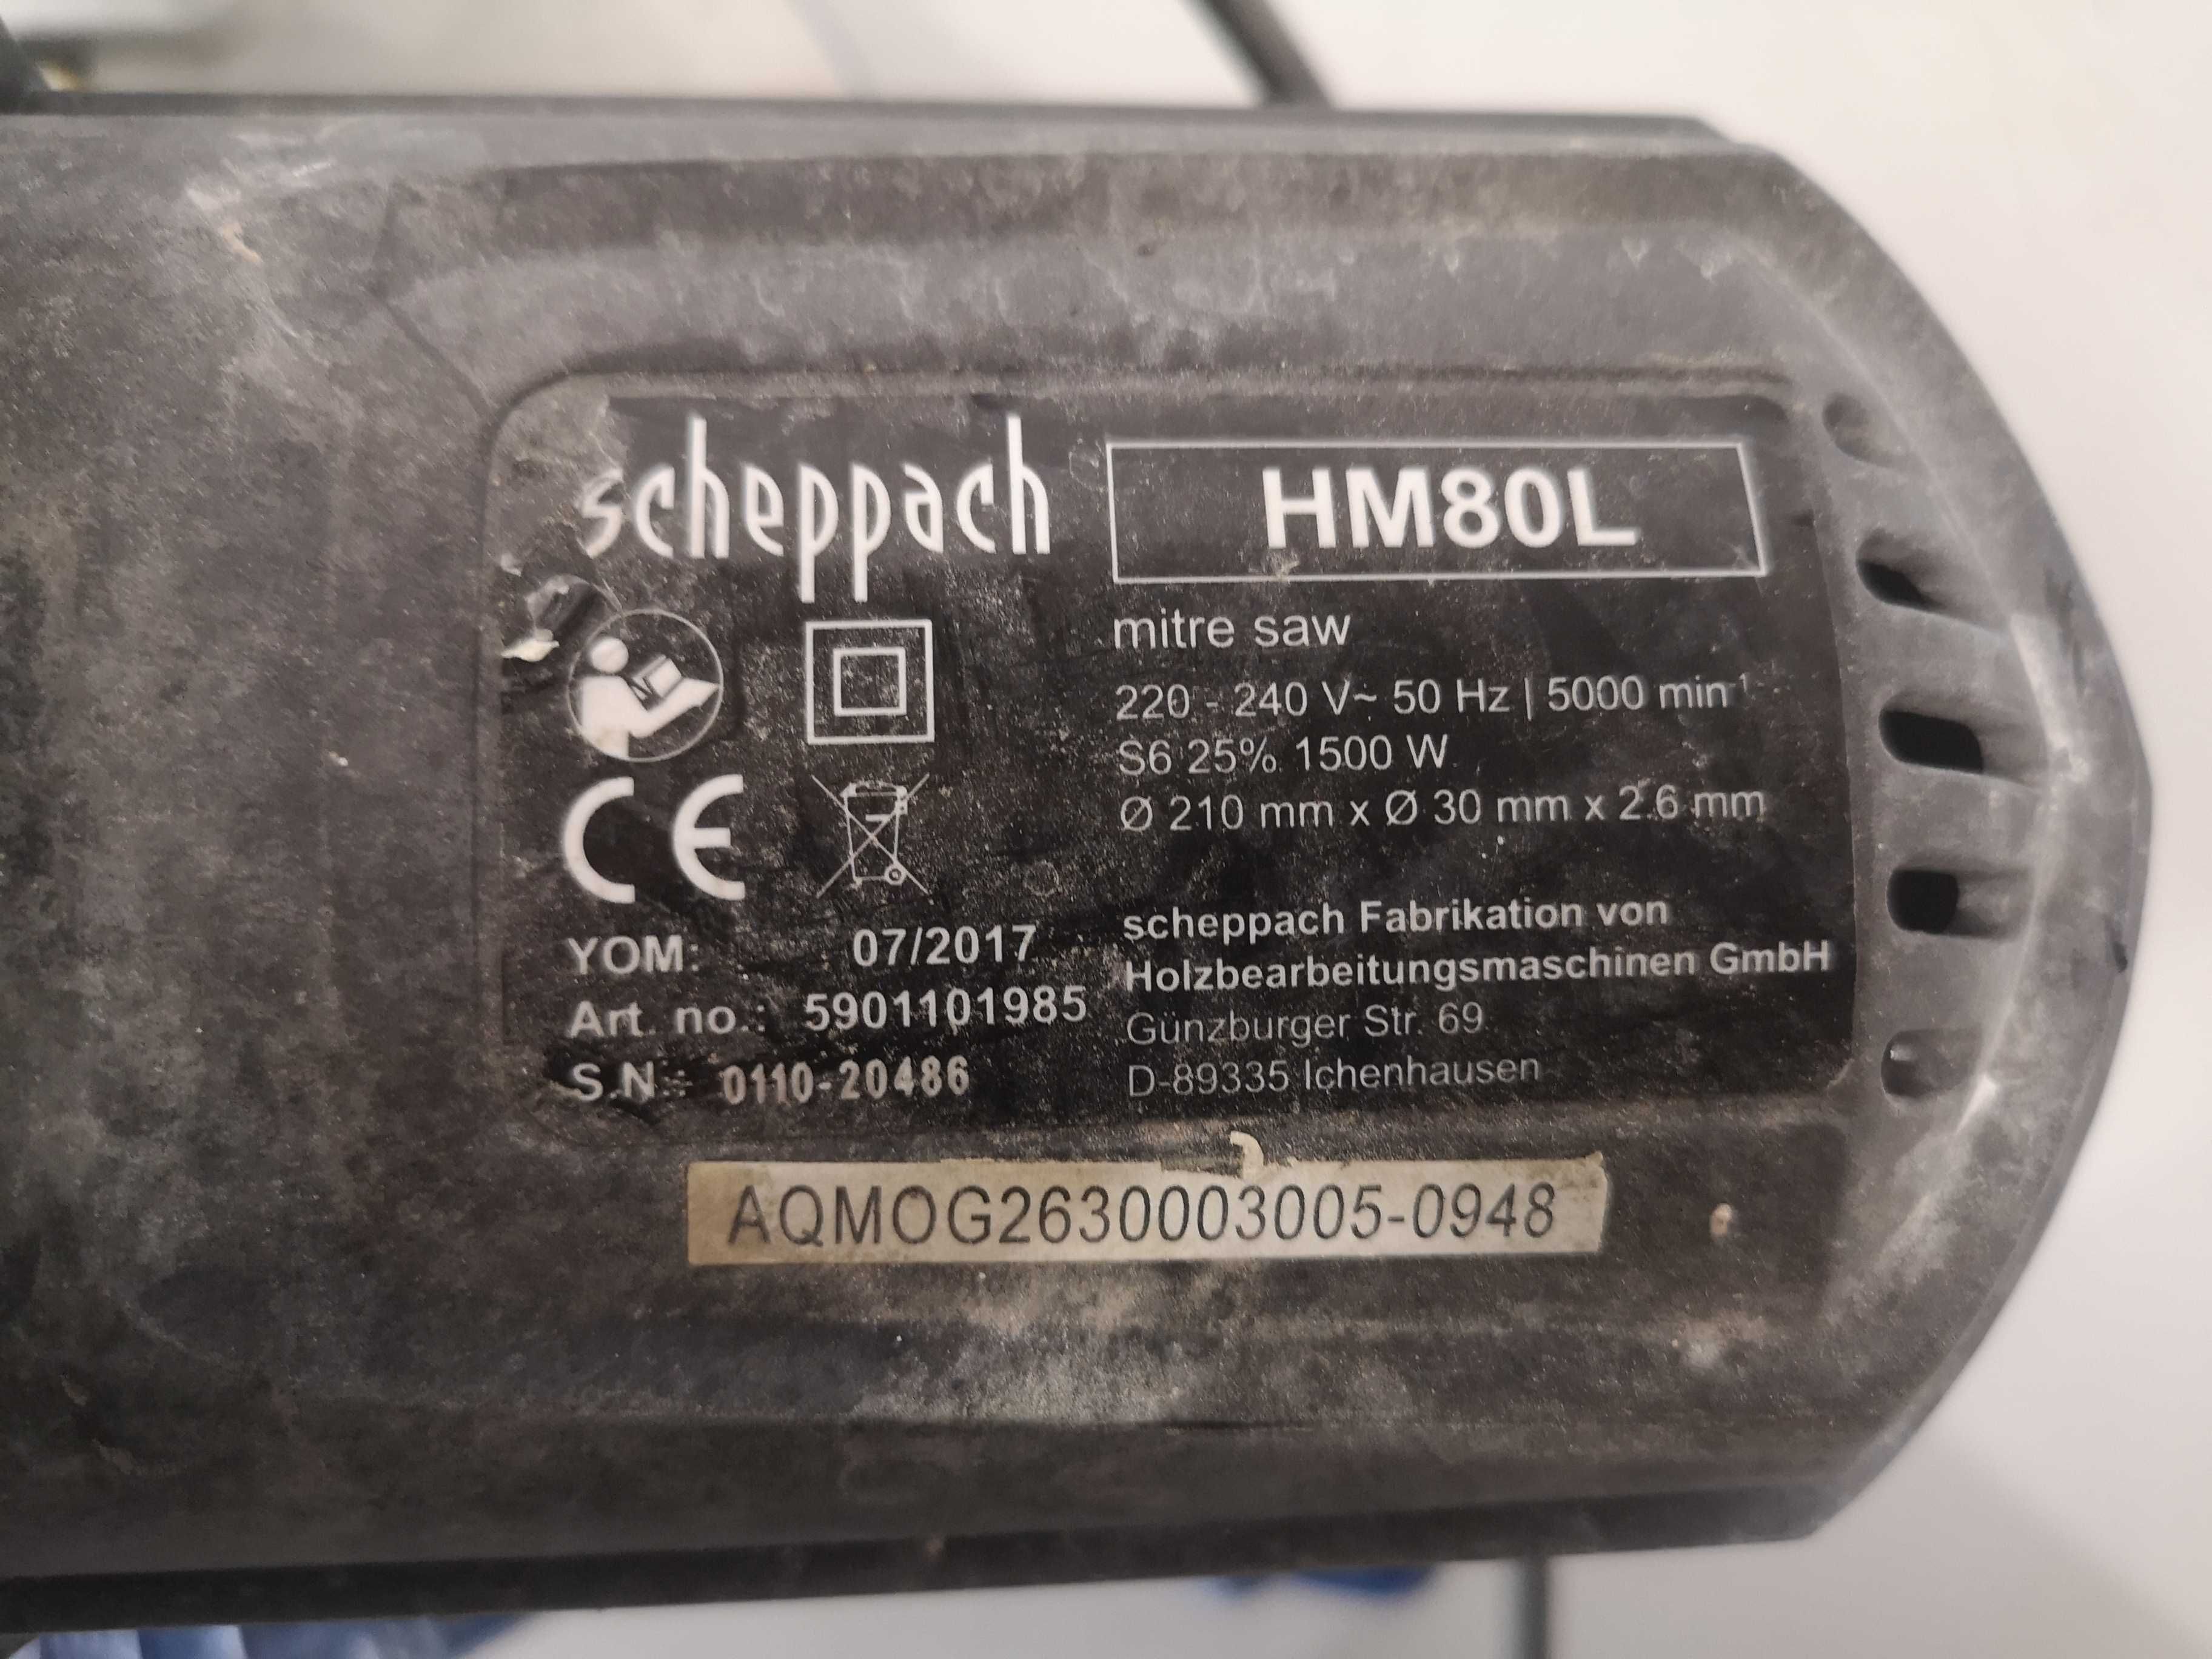 scheppach
HM80L
mitre saw
220 - 240 V~ 50 Hz | 5000 min⁻¹
S6 25% 1500 W
Ø 210 mm x Ø 30 mm x 2.6 mm
CE
YOM: 07/2017
Art. no.: 5901101985
S.N.: 0110-20486
scheppach Fabrikation von
Holzbearbeitungsmaschinen GmbH
Günzburger Str. 69
D-89335 Ichenhausen
AQMOG2630003005-0948